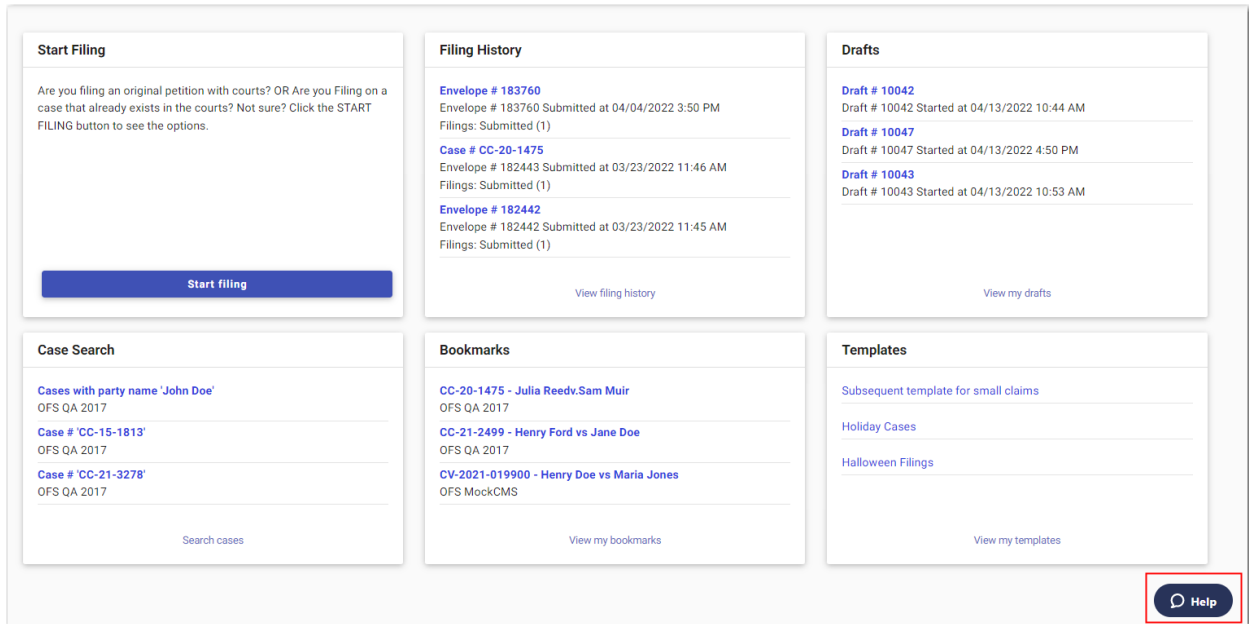 Start Filing
Are you filing an original petition with courts? OR Are you Filing on a
case that already exists in the courts? Not sure? Click the START
FILING button to see the options.
Start filing
Filing History
Envelope # 183760
Envelope # 183760 Submitted at 04/04/2022 3:50 PM
Filings: Submitted (1)
Case # CC-20-1475
Envelope # 182443 Submitted at 03/23/2022 11:46 AM
Filings: Submitted (1)
Envelope # 182442
Envelope # 182442 Submitted at 03/23/2022 11:45 AM
Filings: Submitted (1)
View filing history
Drafts
Draft # 10042
Draft # 10042 Started at 04/13/2022 10:44 AM
Draft # 10047
Draft # 10047 Started at 04/13/2022 4:50 PM
Draft # 10043
Draft # 10043 Started at 04/13/2022 10:53 AM
View my drafts
Case Search
Cases with party name 'John Doe'
OFS QA 2017
Case # 'CC-15-1813'
OFS QA 2017
Case # 'CC-21-3278'
OFS QA 2017
Search cases
Bookmarks
CC-20-1475 - Julia Reedv.Sam Muir
OFS QA 2017
CC-21-2499 - Henry Ford vs Jane Doe
OFS QA 2017
CV-2021-019900 - Henry Doe vs Maria Jones
OFS MockCMS
View my bookmarks
Templates
Subsequent template for small claims
Holiday Cases
Halloween Filings
View my templates
Help